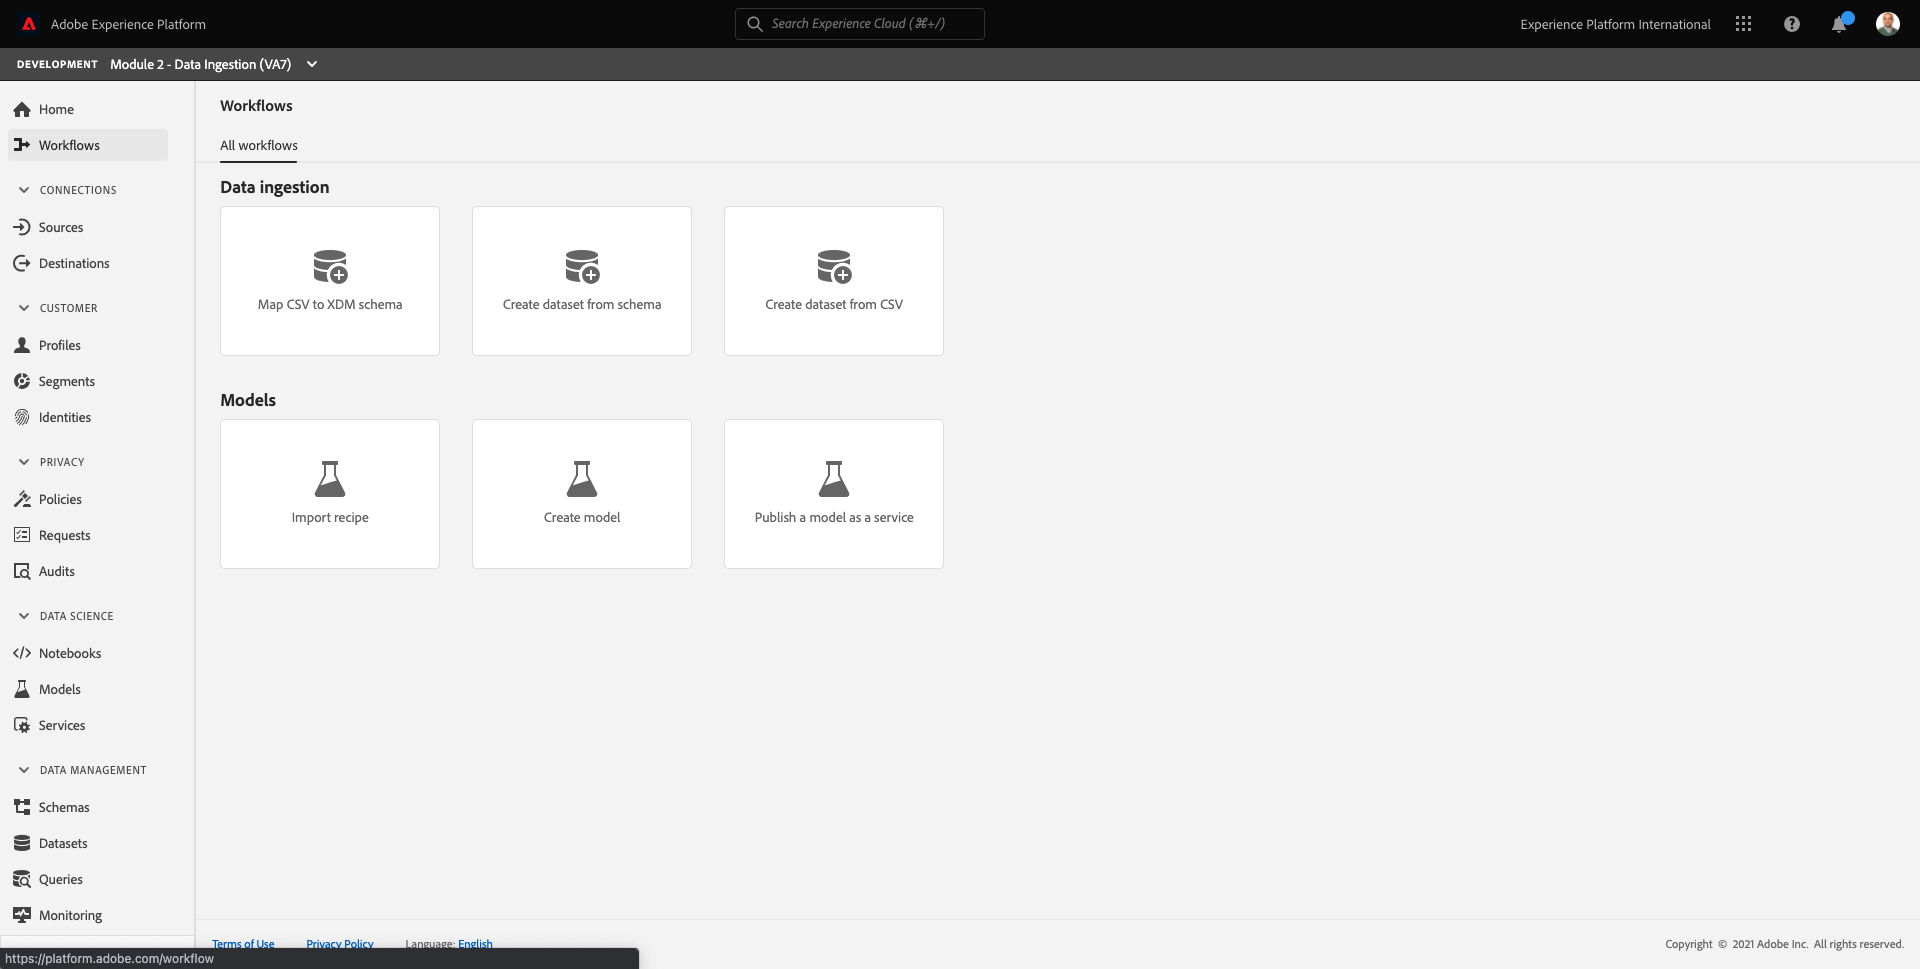 Adobe Experience Platform
Search Experience Cloud (⌘+/)
Experience Platform International
DEVELOPMENT Module 2 - Data Ingestion (VA7)
Home
Workflows
CONNECTIONS
Sources
Destinations
CUSTOMER
Profiles
Segments
Identities
PRIVACY
Policies
Requests
Audits
DATA SCIENCE
Notebooks
Models
Services
DATA MANAGEMENT
Schemas
Datasets
Queries
Monitoring
Workflows
All workflows
Data ingestion
Map CSV to XDM schema
Create dataset from schema
Create dataset from CSV
Models
Import recipe
Create model
Publish a model as a service
Terms of Use Privacy Policy Language: English
Copyright © 2021 Adobe Inc. All rights reserved.
https://platform.adobe.com/workflow